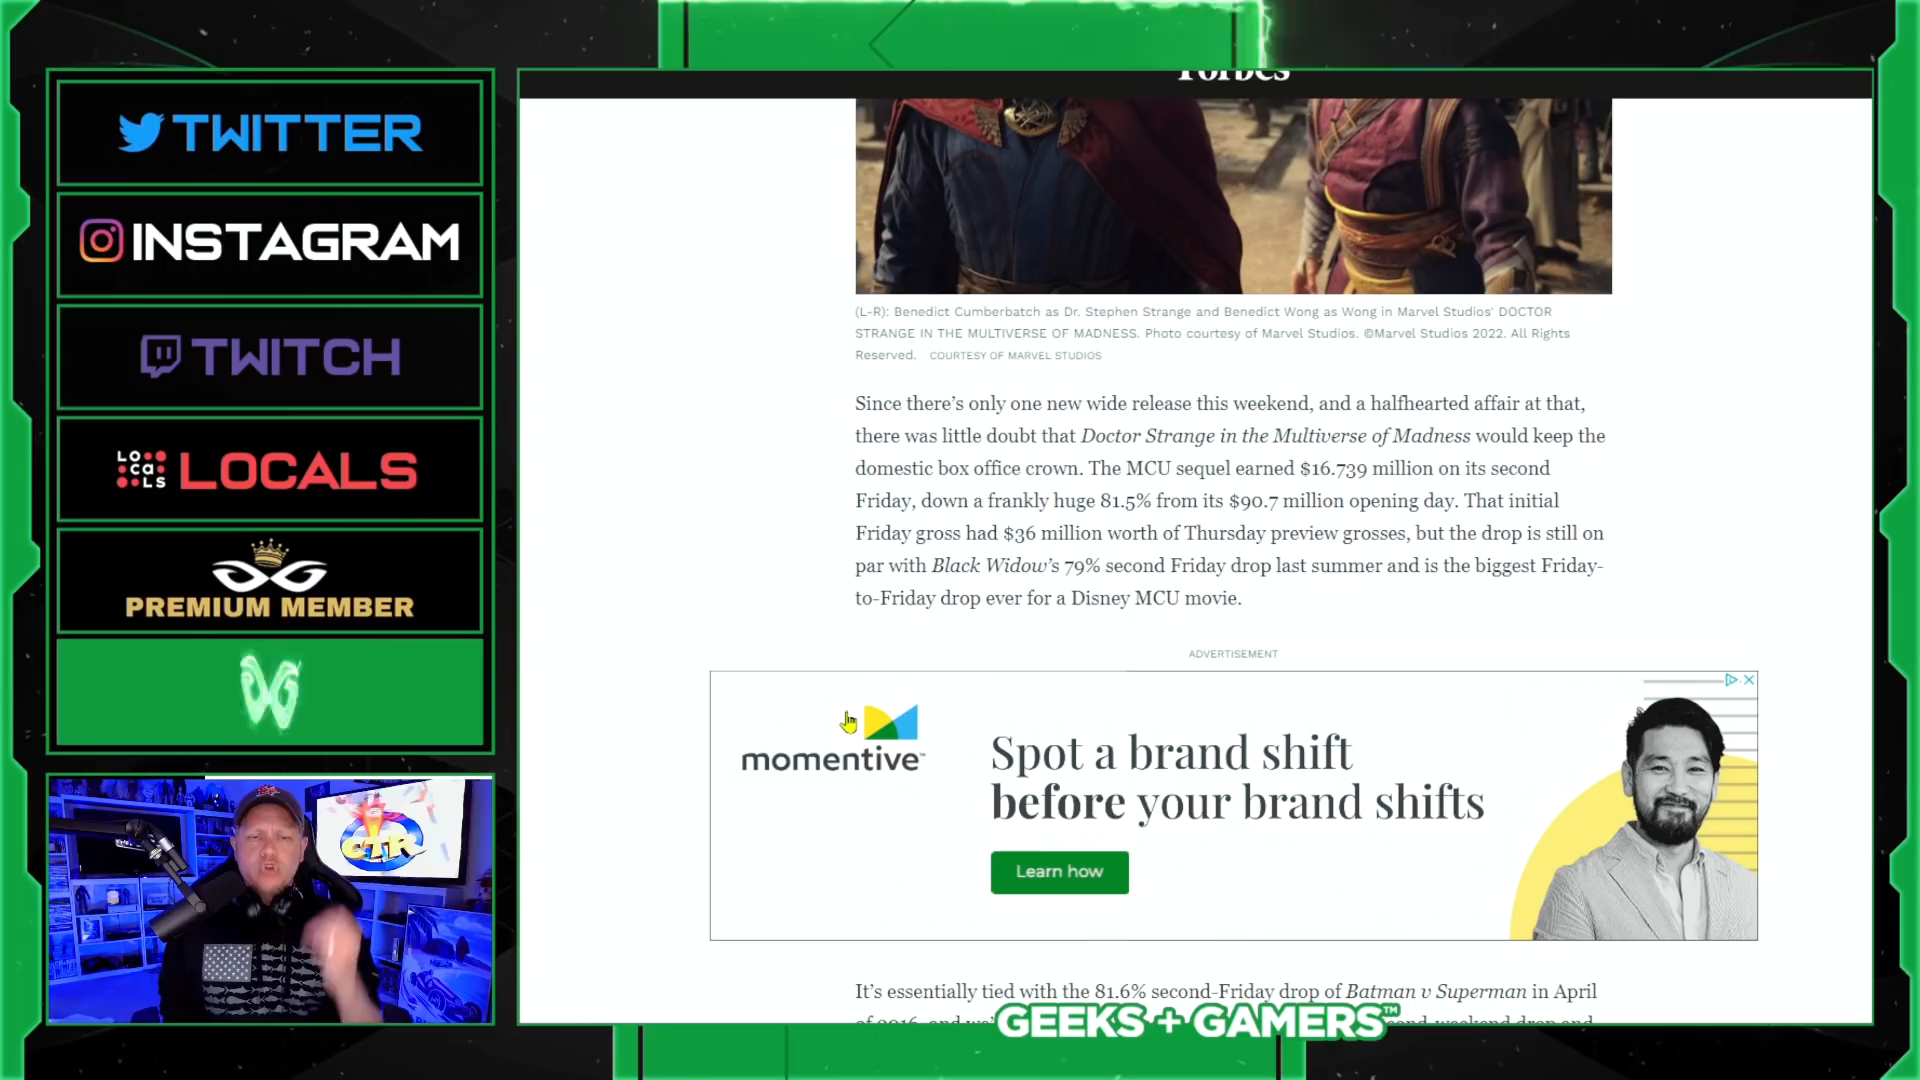 TWITTER
INSTAGRAM
TWITCH
LOCALS
LOCALS
PREMIUM MEMBER
CTR
Forbes
(L-R): Benedict Cumberbatch as Dr. Stephen Strange and Benedict Wong as Wong in Marvel Studios' DOCTOR
STRANGE IN THE MULTIVERSE OF MADNESS. Photo courtesy of Marvel Studios. ©Marvel Studios 2022. All Rights
Reserved. COURTESY OF MARVEL STUDIOS
Since there's only one new wide release this weekend, and a halfhearted affair at that,
there was little doubt that Doctor Strange in the Multiverse of Madness would keep the
domestic box office crown. The MCU sequel earned $16.739 million on its second
Friday, down a frankly huge 81.5% from its $90.7 million opening day. That initial
Friday gross had $36 million worth of Thursday preview grosses, but the drop is still on
par with Black Widow's 79% second Friday drop last summer and is the biggest Friday-
to-Friday drop ever for a Disney MCU movie.
ADVERTISEMENT
momentive™
Spot a brand shift
before your brand shifts
Learn how
It's essentially tied with the 81.6% second-Friday drop of Batman v Superman in April
GEEKS + GAMERS™